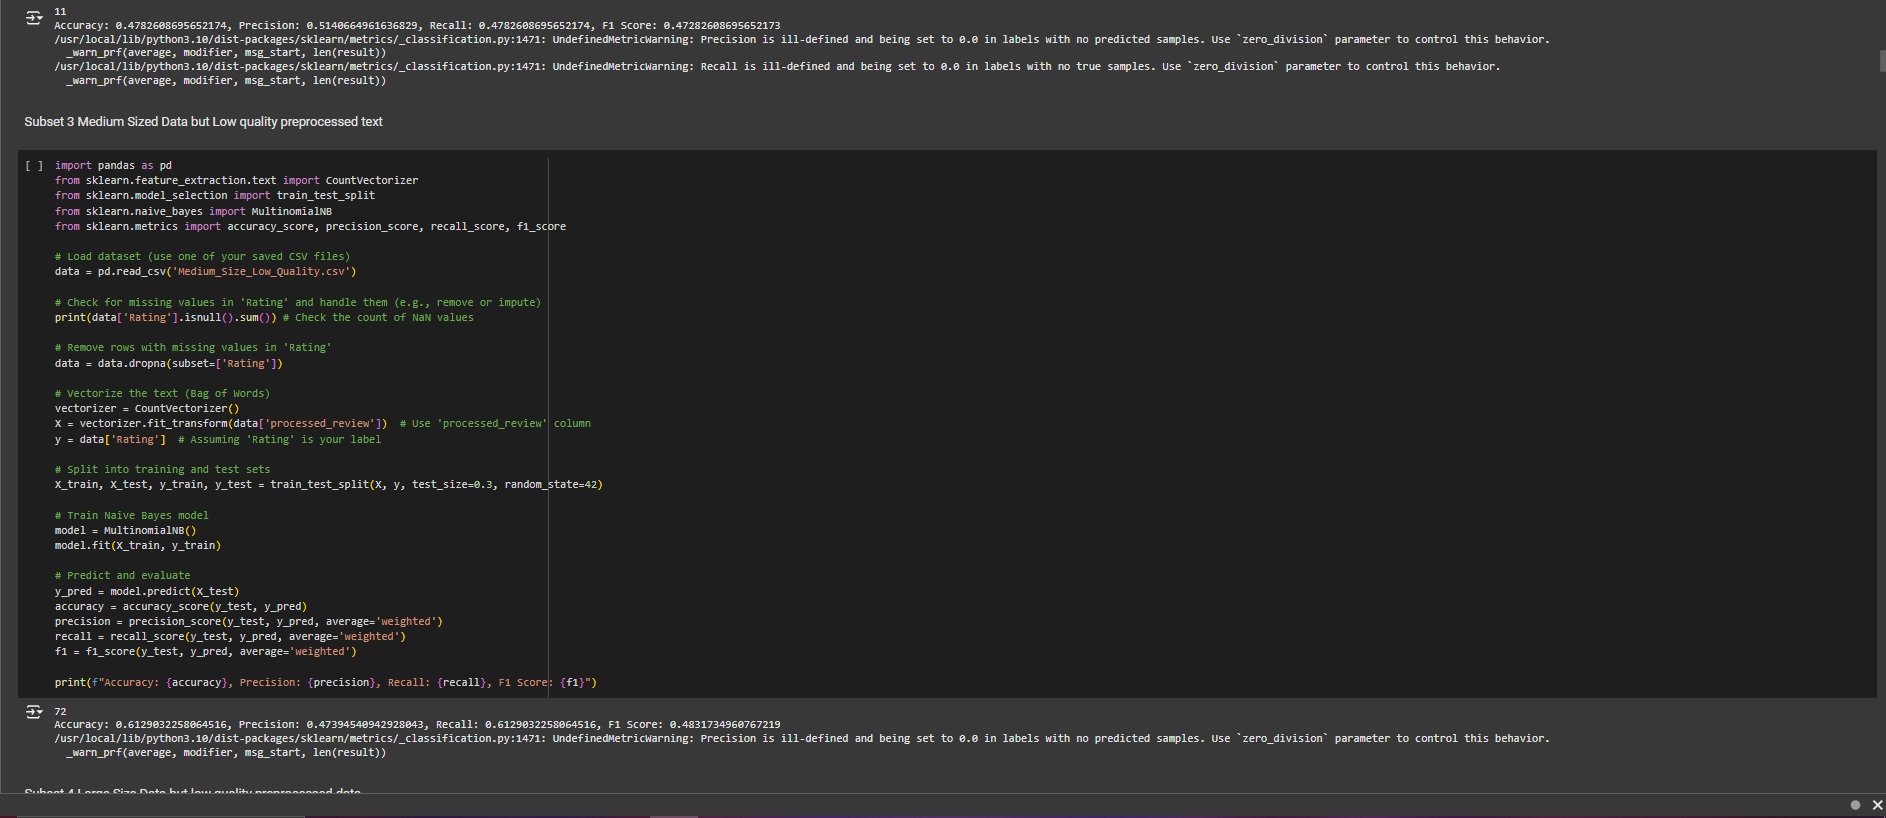 11
Accuracy: 0.4782608695652174, Precision: 0.5140664961636829, Recall: 0.4782608695652174, F1 Score: 0.47282608695652173
/usr/local/lib/python3.10/dist-packages/sklearn/metrics/_classification.py:1471: UndefinedMetricWarning: Precision is ill-defined and being set to 0.0 in labels with no predicted samples. Use `zero_division` parameter to control this behavior.
  _warn_prf(average, modifier, msg_start, len(result))
/usr/local/lib/python3.10/dist-packages/sklearn/metrics/_classification.py:1471: UndefinedMetricWarning: Recall is ill-defined and being set to 0.0 in labels with no true samples. Use `zero_division` parameter to control this behavior.
  _warn_prf(average, modifier, msg_start, len(result))
Subset 3 Medium Sized Data but Low quality preprocessed text
[ ] import pandas as pd
from sklearn.feature_extraction.text import CountVectorizer
from sklearn.model_selection import train_test_split
from sklearn.naive_bayes import MultinomialNB
from sklearn.metrics import accuracy_score, precision_score, recall_score, f1_score
# Load dataset (use one of your saved CSV files)
data = pd.read_csv('Medium_Size_Low_Quality.csv')
# Check for missing values in 'Rating' and handle them (e.g., remove or impute)
print(data['Rating'].isnull().sum()) # Check the count of NaN values
# Remove rows with missing values in 'Rating'
data = data.dropna(subset=['Rating'])
# Vectorize the text (Bag of Words)
vectorizer = CountVectorizer()
X = vectorizer.fit_transform(data['processed_review'])  # Use 'processed_review' column
y = data['Rating']  # Assuming 'Rating' is your label
# Split into training and test sets
X_train, X_test, y_train, y_test = train_test_split(X, y, test_size=0.3, random_state=42)
# Train Naive Bayes model
model = MultinomialNB()
model.fit(X_train, y_train)
# Predict and evaluate
y_pred = model.predict(X_test)
accuracy = accuracy_score(y_test, y_pred)
precision = precision_score(y_test, y_pred, average='weighted')
recall = recall_score(y_test, y_pred, average='weighted')
f1 = f1_score(y_test, y_pred, average='weighted')
print(f"Accuracy: {accuracy}, Precision: {precision}, Recall: {recall}, F1 Score: {f1}")
72
Accuracy: 0.6129032258064516, Precision: 0.47394540942928043, Recall: 0.6129032258064516, F1 Score: 0.4831734960767219
/usr/local/lib/python3.10/dist-packages/sklearn/metrics/_classification.py:1471: UndefinedMetricWarning: Precision is ill-defined and being set to 0.0 in labels with no predicted samples. Use `zero_division` parameter to control this behavior.
  _warn_prf(average, modifier, msg_start, len(result))
Subset 4 Large Size Data but low quality preprocessed data